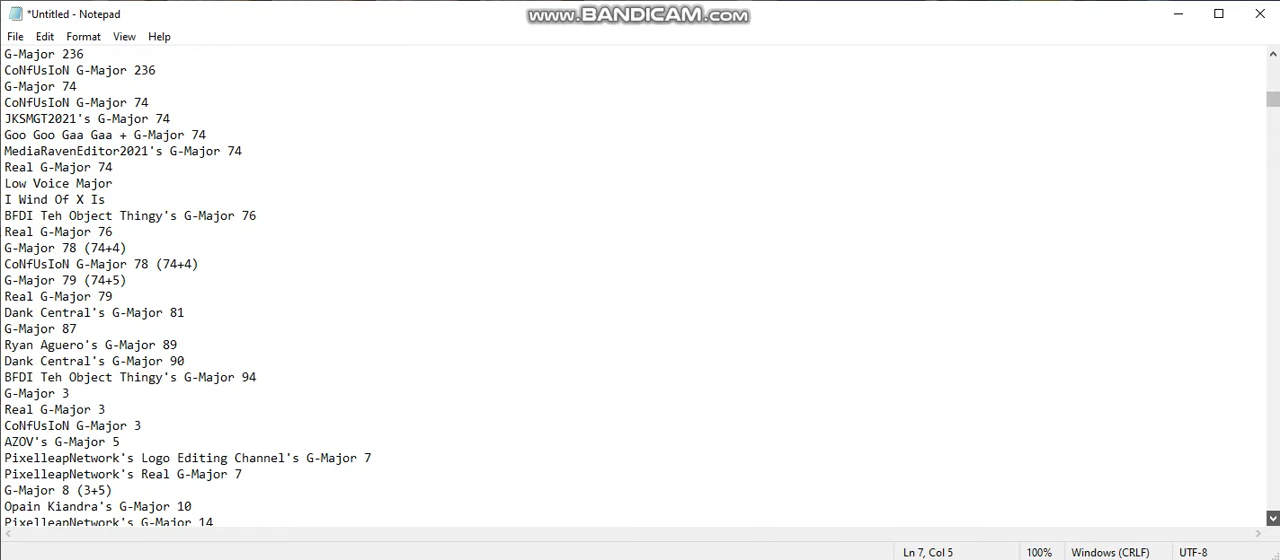 *Untitled - Notepad
www.BANDICAM.com
File Edit Format View Help
G-Major 236
CoNfUsIoN G-Major 236
G-Major 74
CoNfUsIoN G-Major 74
JKSMGT2021's G-Major 74
Goo Goo Gaa Gaa + G-Major 74
MediaRavenEditor2021's G-Major 74
Real G-Major 74
Low Voice Major
I Wind Of X Is
BFDI Teh Object Thingy's G-Major 76
Real G-Major 76
G-Major 78 (74+4)
CoNfUsIoN G-Major 78 (74+4)
G-Major 79 (74+5)
Real G-Major 79
Dank Central's G-Major 81
G-Major 87
Ryan Aguero's G-Major 89
Dank Central's G-Major 90
BFDI Teh Object Thingy's G-Major 94
G-Major 3
Real G-Major 3
CoNfUsIoN G-Major 3
AZOV's G-Major 5
PixelleapNetwork's Logo Editing Channel's G-Major 7
PixelleapNetwork's Real G-Major 7
G-Major 8 (3+5)
Opain Kiandra's G-Major 10
PixelleapNetwork's G-Major 14
Ln 7, Col 5 100% Windows (CRLF) UTF-8